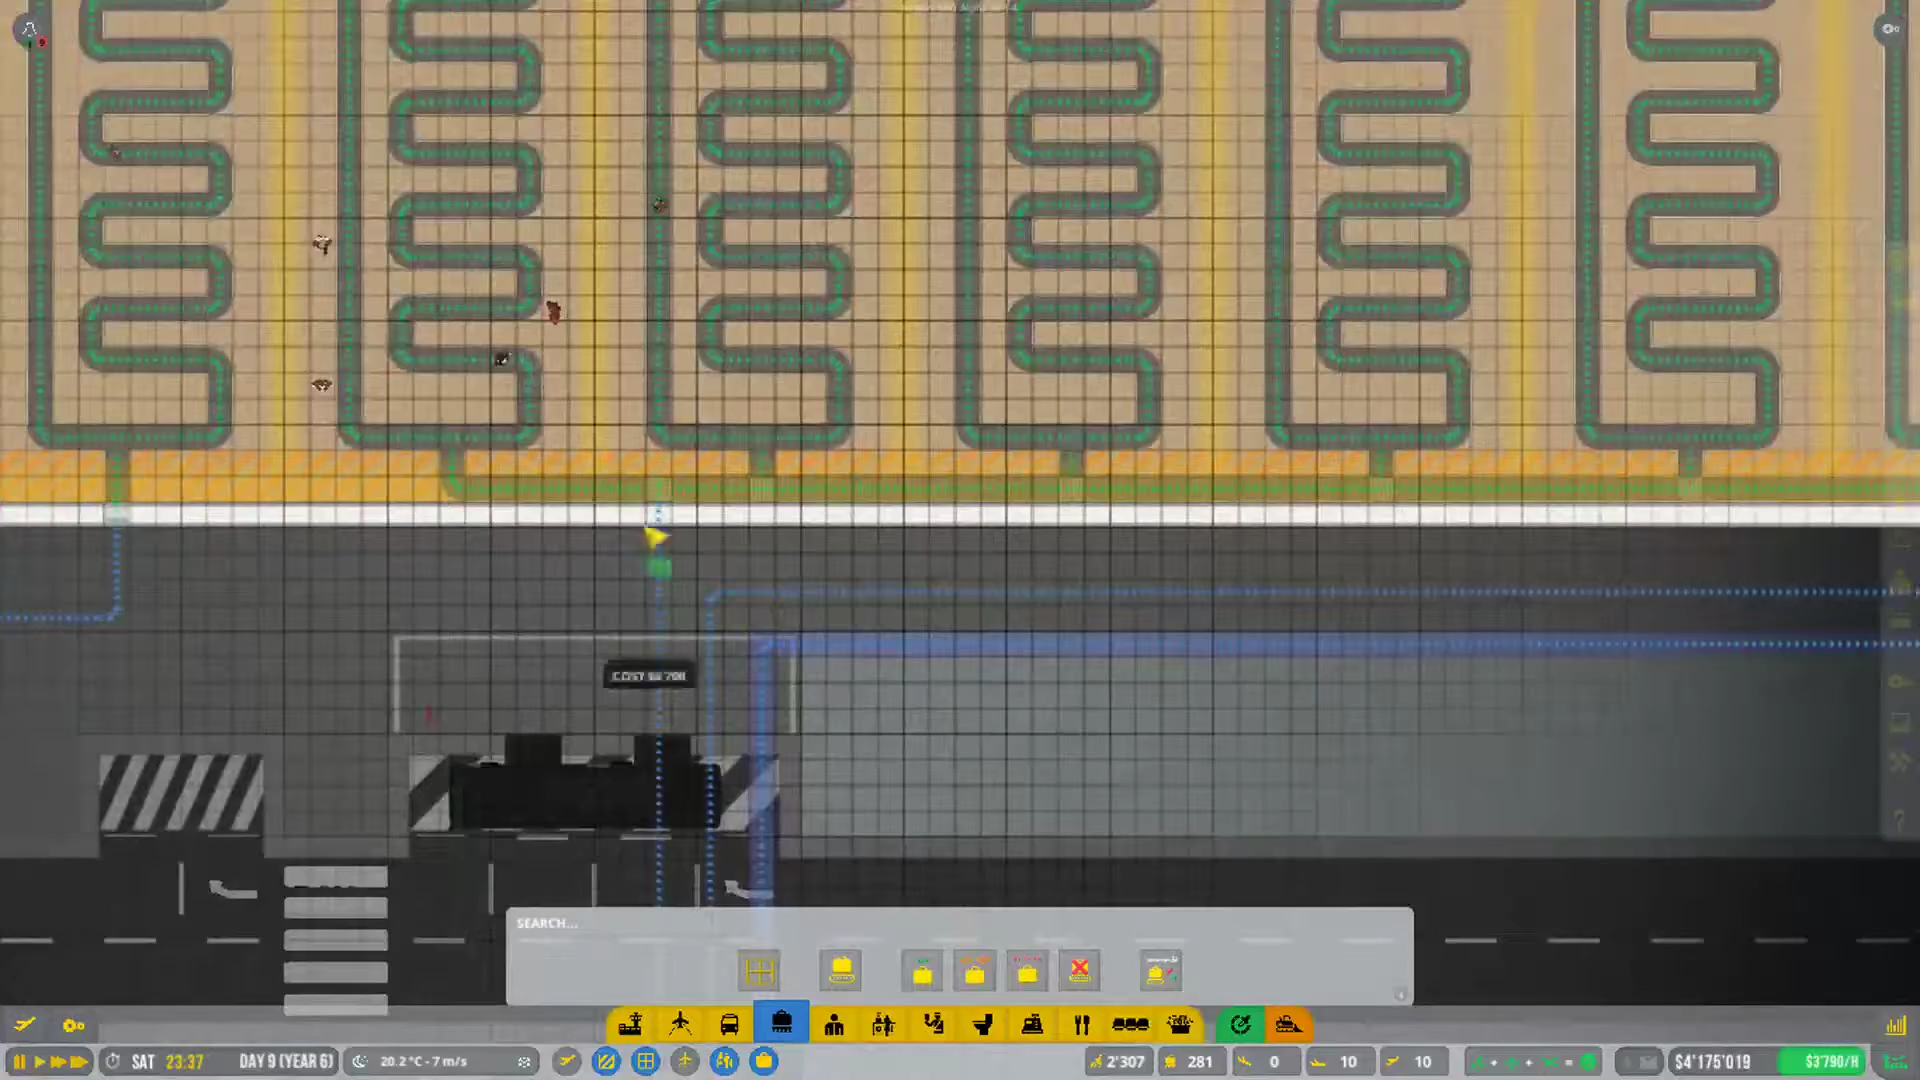 COST
SEARCH...
SAT 23:37 DAY 9 (YEAR 6) 20.2 °C - 7 m/s 2'307 281 0 10 10 + + = $4'175'019 $3'790/H